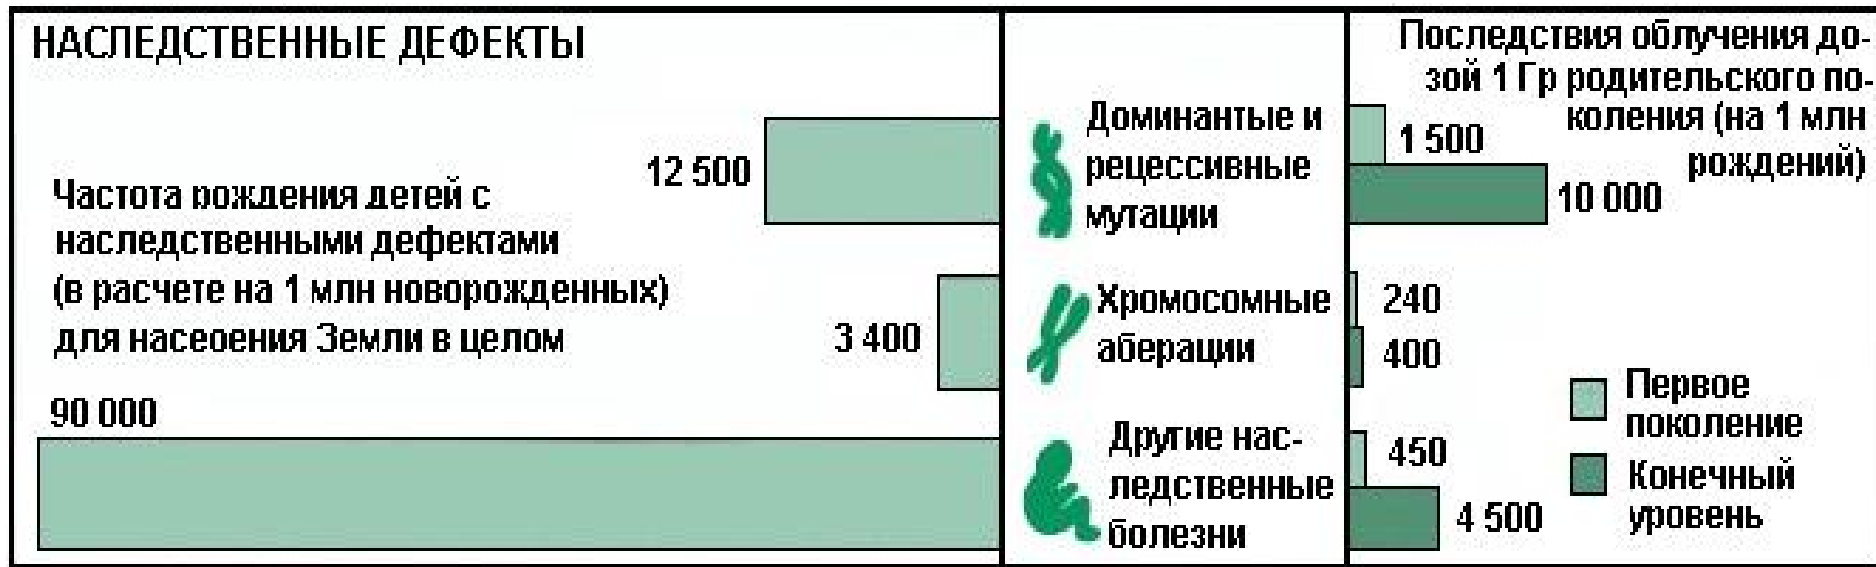 НАСЛЕДСТВЕННЫЕ ДЕФЕКТЫ
Частота рождения детей с
наследственными дефектами
(в расчете на 1 млн новорожденных)
для насеоения Земли в целом
12 500
3 400
90 000
Доминантые и
рецессивные
мутации
Хромосомные
аберации
Другие нас-
ледственные
болезни
Последствия облучения до-
зой 1 Гр родительского по-
коления (на 1 млн
рождений)
1 500
10 000
240
400
450
4 500
Первое
поколение
Конечный
уровень